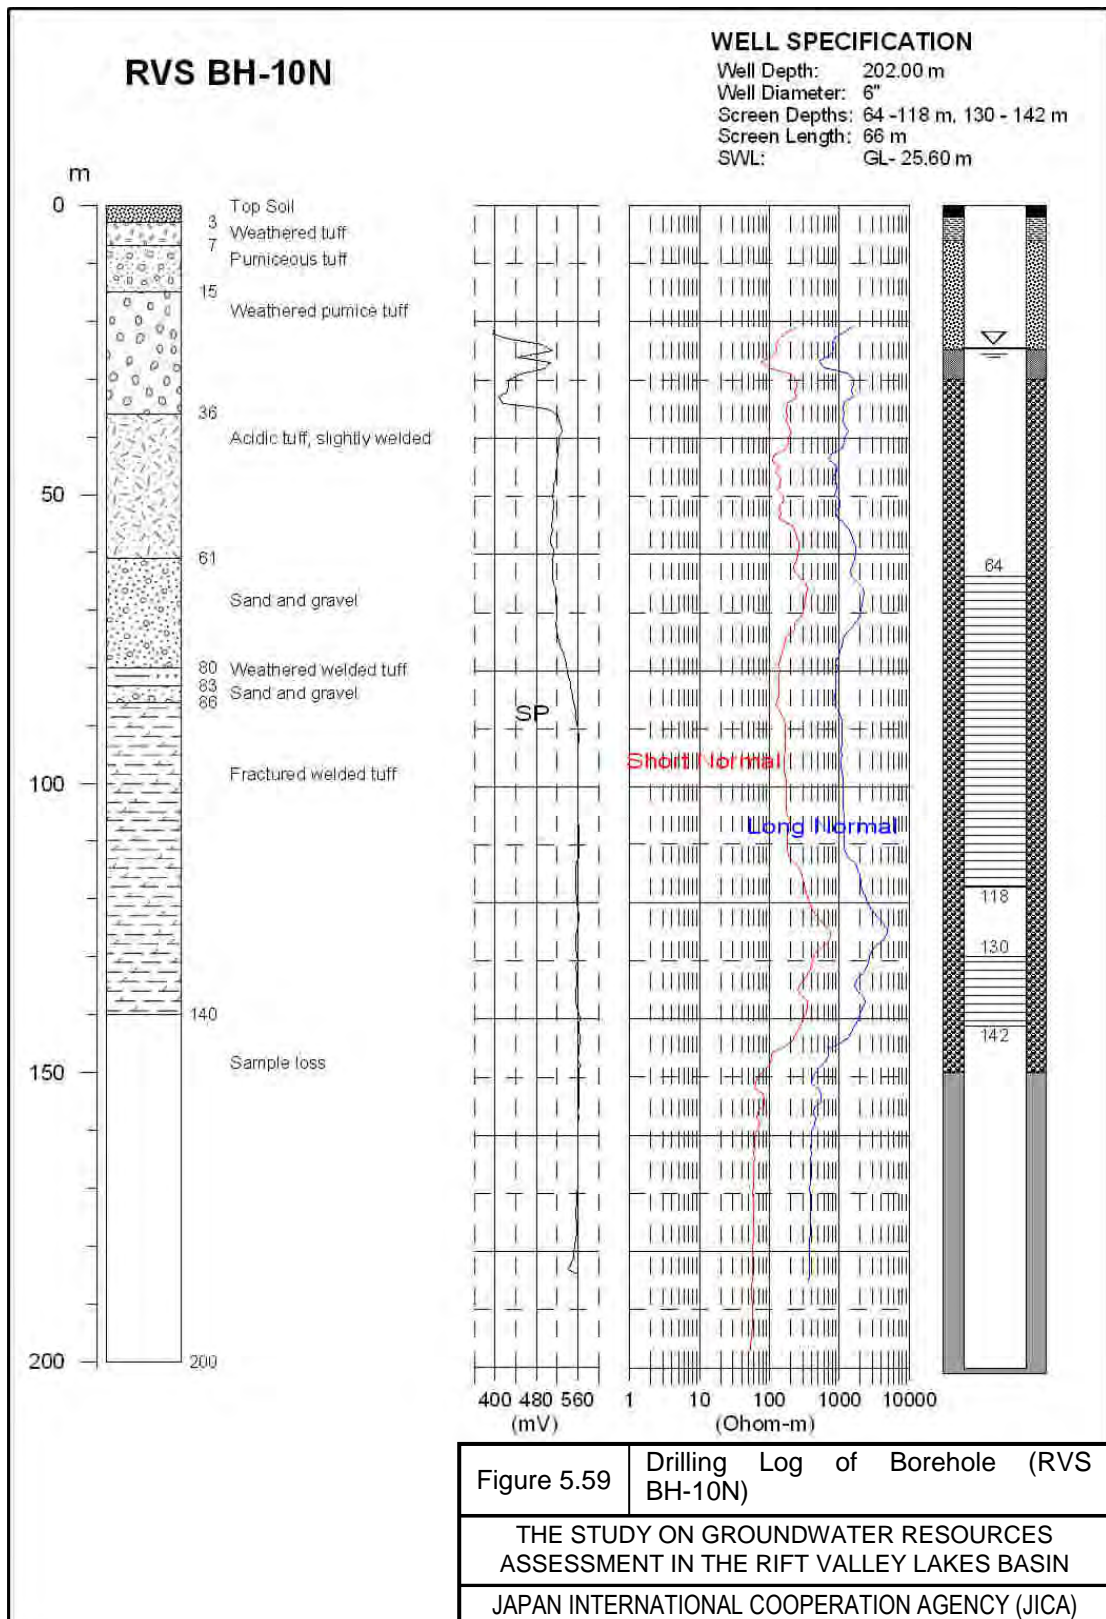 RVS BH-10N
WELL SPECIFICATION
Well Depth: 202.00 m
Well Diameter: 6"
Screen Depths: 64 -118 m, 130 - 142 m
Screen Length: 66 m
SWL: GL- 25.60 m
m
0
Top Soil
3
Weathered tuff
7
Pumiceous tuff
15
Weathered pumice tuff
36
Acidic tuff, slightly welded
50
61
64
Sand and gravel
80
Weathered welded tuff
83
Sand and gravel
86
SP
Short Normal
Fractured welded tuff
100
Long Normal
118
130
140
142
Sample loss
150
200
200
400 480 560
(mV)
1 10 100 1000 10000
(Ohom-m)
Figure 5.59
Drilling Log of Borehole (RVS
BH-10N)
THE STUDY ON GROUNDWATER RESOURCES
ASSESSMENT IN THE RIFT VALLEY LAKES BASIN
JAPAN INTERNATIONAL COOPERATION AGENCY (JICA)